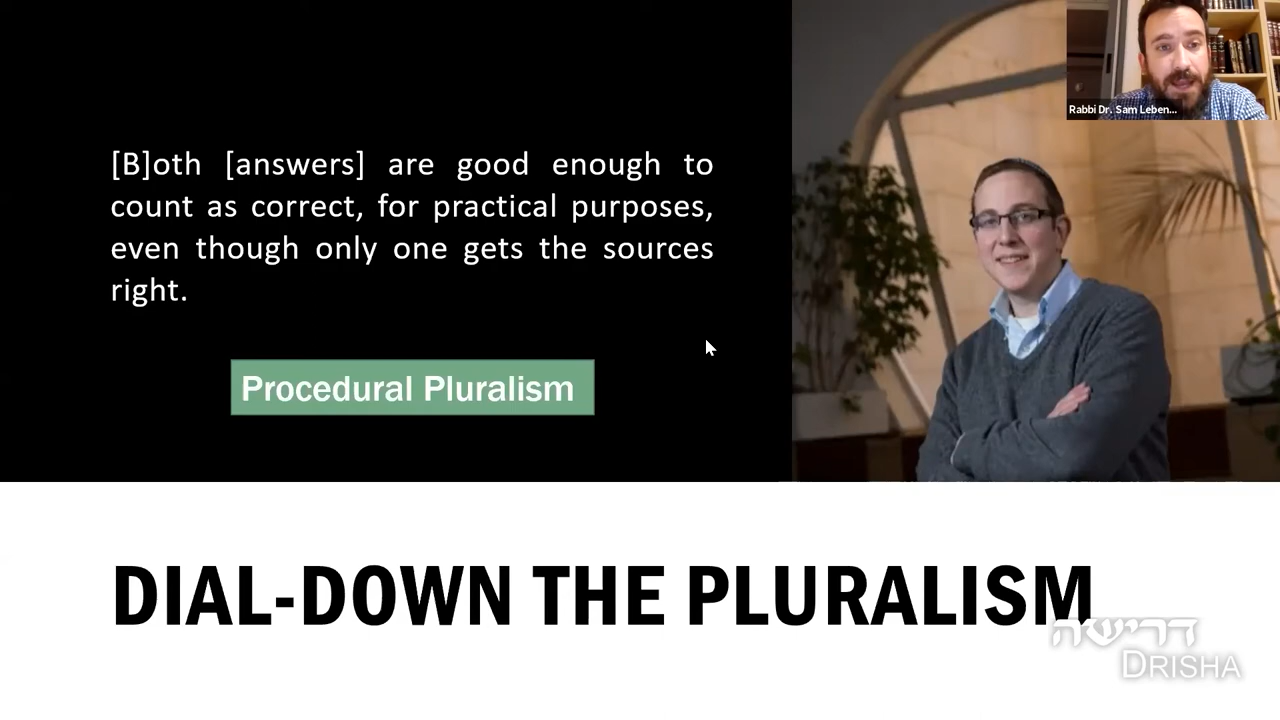 Rabbi Dr. Sam Leben...
[B]oth [answers] are good enough to
count as correct, for practical purposes,
even though only one gets the sources
right.
Procedural Pluralism
DIAL-DOWN THE PLURALISM
דרישה
DRISHA